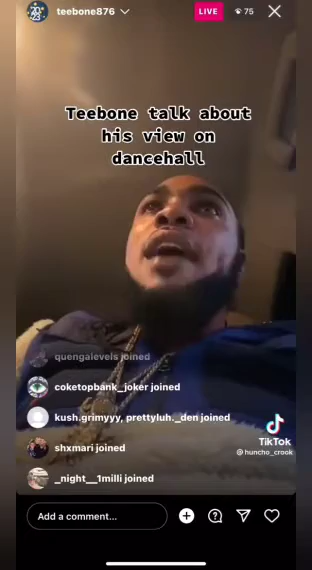 teebone876
LIVE
75
Teebone talk about
his view on
dancehall
quengalevels joined
coketopbank_joker joined
kush.grimyyy, prettyluh._den joined
shxmari joined
_night__1milli joined
TikTok
@ huncho_crook
Add a comment...